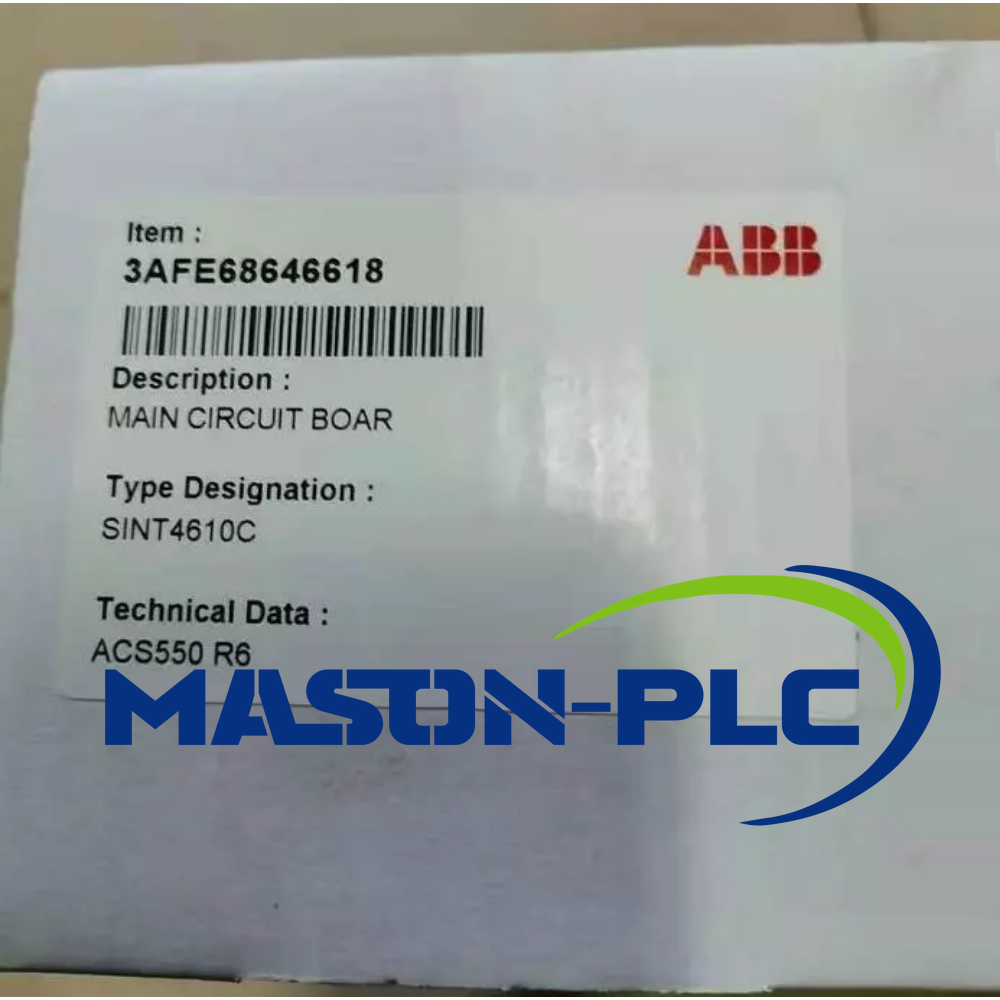 Item :
ABB
3AFE68646618
Description :
MAIN CIRCUIT BOAR
Type Designation :
SINT4610C
Technical Data :
ACS550 R6
MASON-PLC